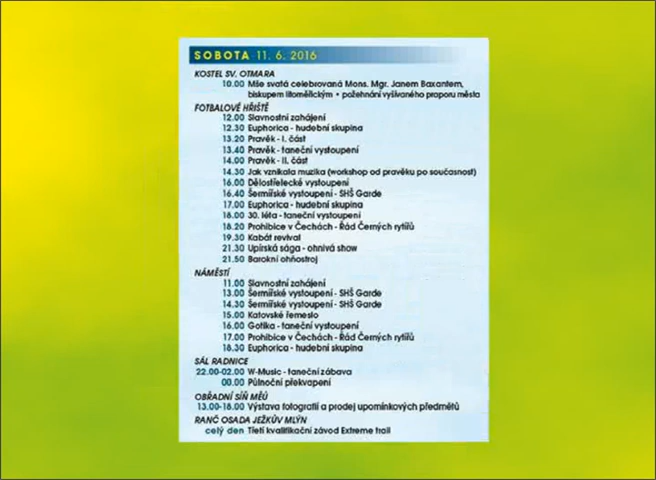 SOBOTA 11. 6. 2016
KOSTEL SV. OTMARA
10.00 Mše svatá celebrovaná Mons. Mgr. Janem Baxantem,
biskupem litoměřickým • požehnání vyšívaného praporu města
FOTBALOVÉ HŘIŠTĚ
12.00 Slavnostní zahájení
12.30 Euphorica - hudební skupina
13.20 Pravěk - I. část
13.40 Pravěk - taneční vystoupení
14.00 Pravěk - II. část
14.30 Jak vznikala muzika (workshop od pravěku po současnost)
16.00 Dělostřelecké vystoupení
16.40 Šermířské vystoupení - SHŠ Garde
17.00 Euphorica - hudební skupina
18.00 30. léta - taneční vystoupení
18.20 Prohibice v Čechách - Řád Černých rytířů
19.30 Kabát revival
21.30 Upírská sága - ohnivá show
21.50 Barokní ohňostroj
NÁMĚSTÍ
11.00 Slavnostní zahájení
13.00 Šermířské vystoupení - SHŠ Garde
14.30 Šermířské vystoupení - SHŠ Garde
15.00 Katovské řemeslo
16.00 Gotika - taneční vystoupení
17.00 Prohibice v Čechách - Řád Černých rytířů
18.30 Euphorica - hudební skupina
SÁL RADNICE
22.00-02.00 W-Music - taneční zábava
00.00 Půlnoční překvapení
OBŘADNÍ SÍŇ MĚÚ
13.00-18.00 Výstava fotografií a prodej upomínkových předmětů
RANČ OSADA JEŽKŮV MLÝN
celý den Třetí kvalifikační závod Extreme trail